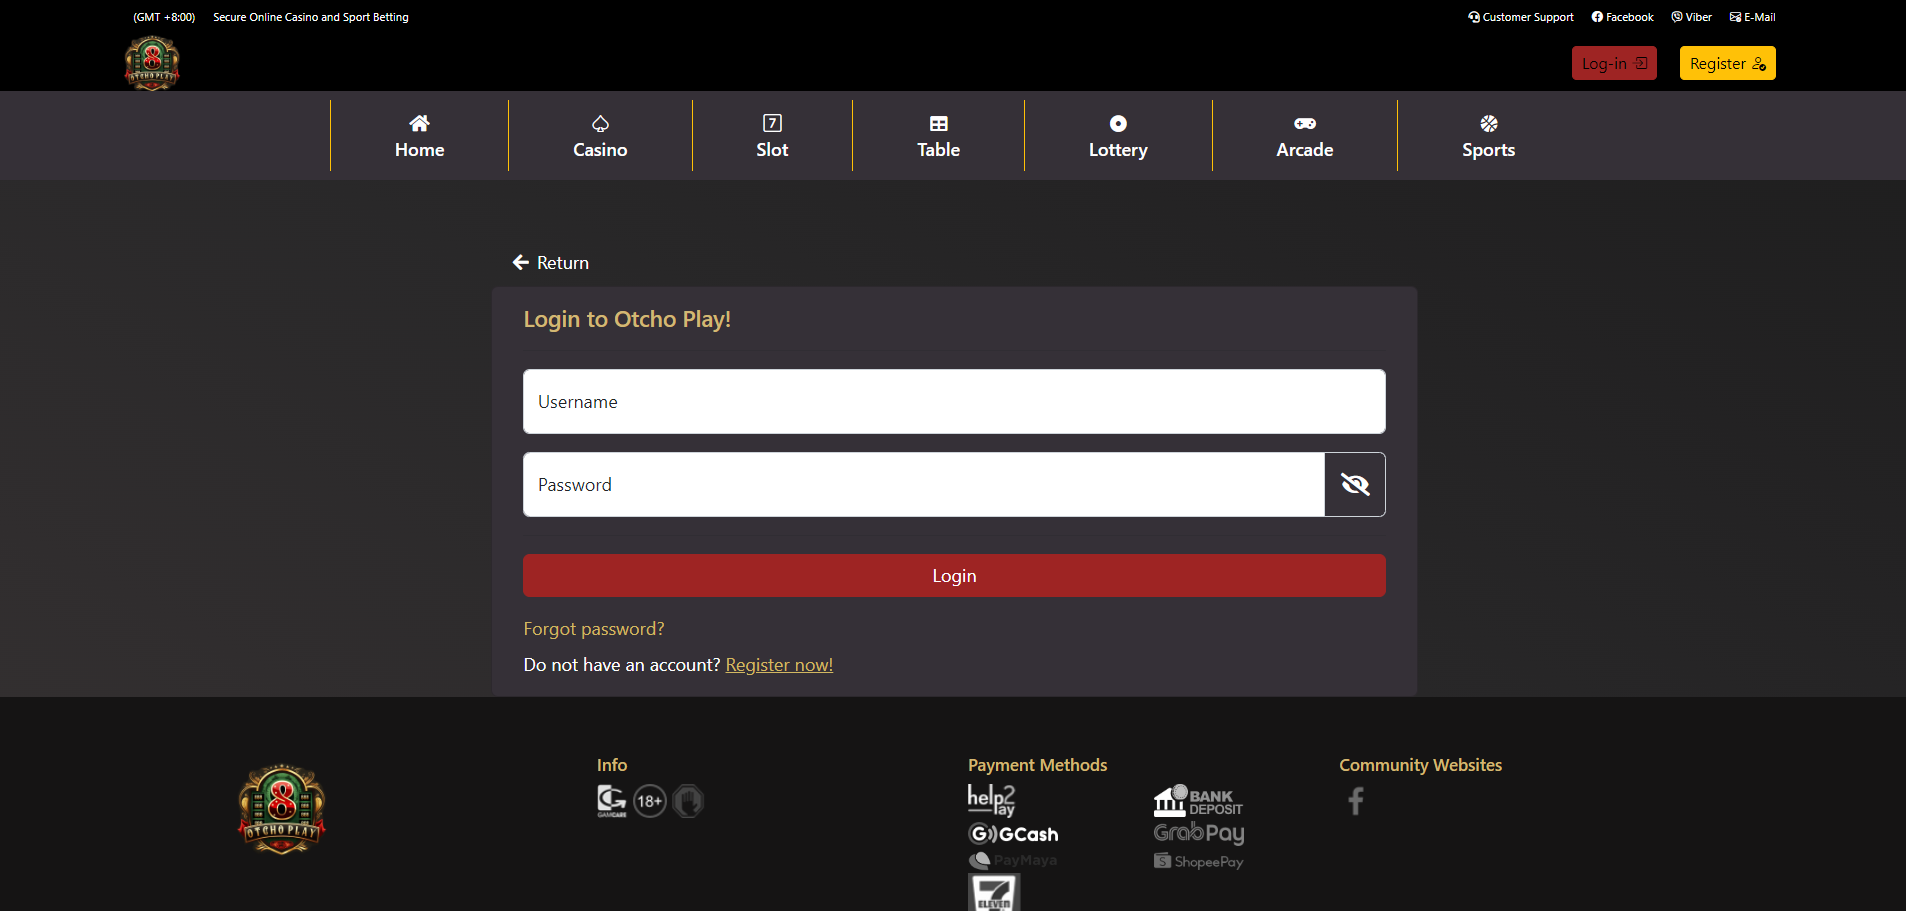 (GMT +8:00) Secure Online Casino and Sport Betting Customer Support Facebook Viber E-Mail
8
OTCHO PLAY
Log-in Register
7
Home Casino Slot Table Lottery Arcade Sports
Return
Login to Otcho Play!
Username
Password
Login
Forgot password?
Do not have an account? Register now!
8
OTCHO PLAY
Info
G
GAMCARE
18+
Payment Methods
help2pay
BANK DEPOSIT
GCash
GrabPay
PayMaya
S ShopeePay
7
ELEVEN
Community Websites